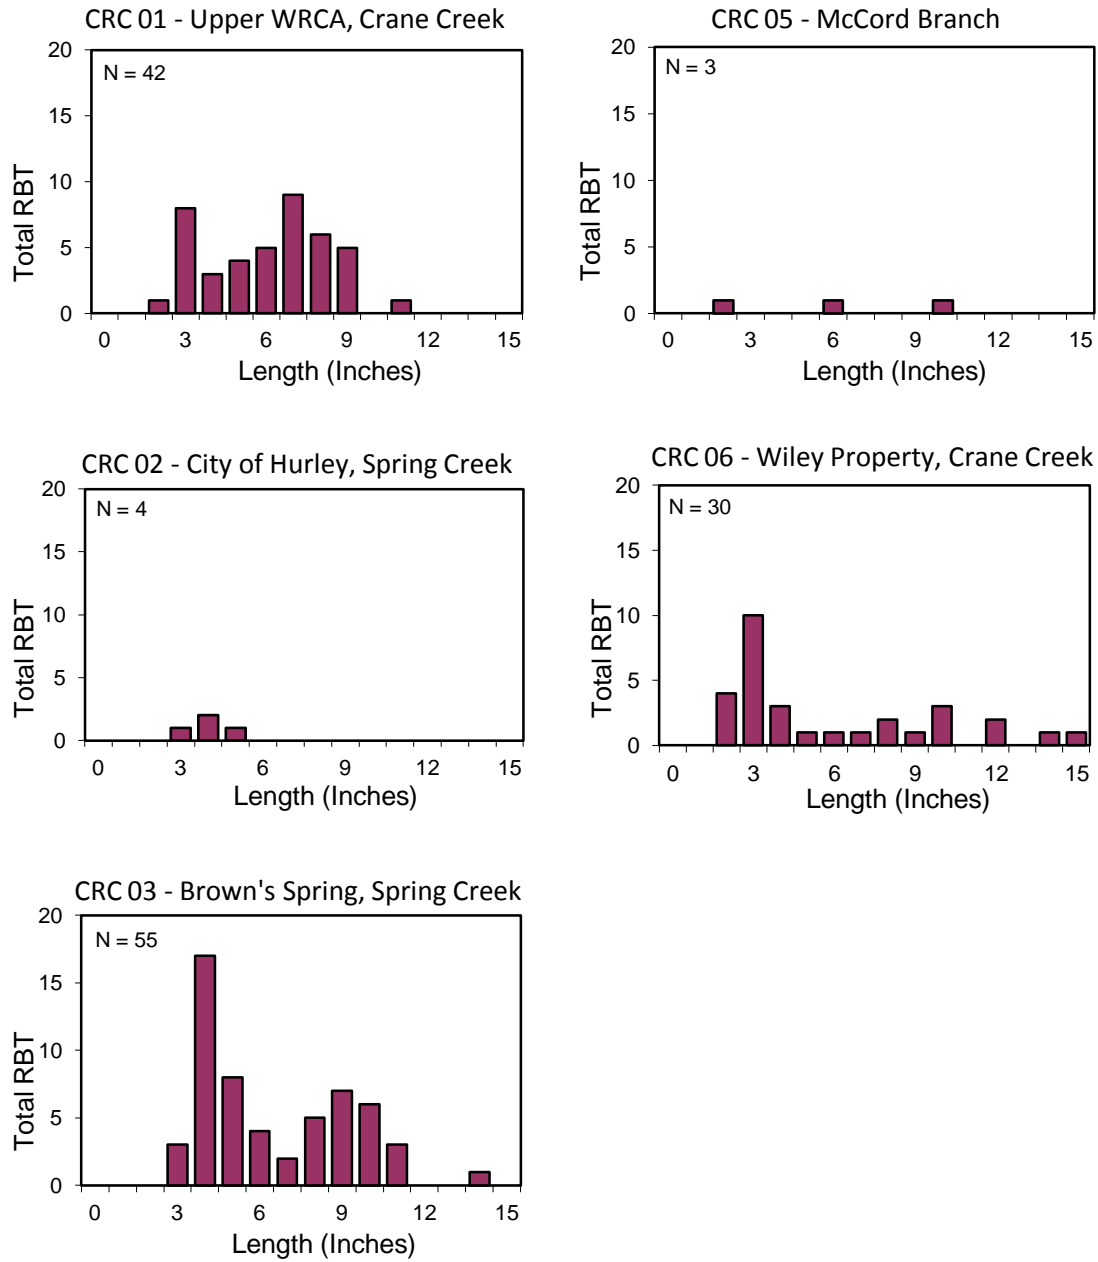 CRC 01 - Upper WRCA, Crane Creek
N = 42
Total RBT
20
15
10
5
0
0 3 6 9 12 15
Length (Inches)
CRC 05 - McCord Branch
N = 3
Total RBT
20
15
10
5
0
0 3 6 9 12 15
Length (Inches)
CRC 02 - City of Hurley, Spring Creek
N = 4
Total RBT
20
15
10
5
0
0 3 6 9 12 15
Length (Inches)
CRC 06 - Wiley Property, Crane Creek
N = 30
Total RBT
20
15
10
5
0
0 3 6 9 12 15
Length (Inches)
CRC 03 - Brown's Spring, Spring Creek
N = 55
Total RBT
20
15
10
5
0
0 3 6 9 12 15
Length (Inches)